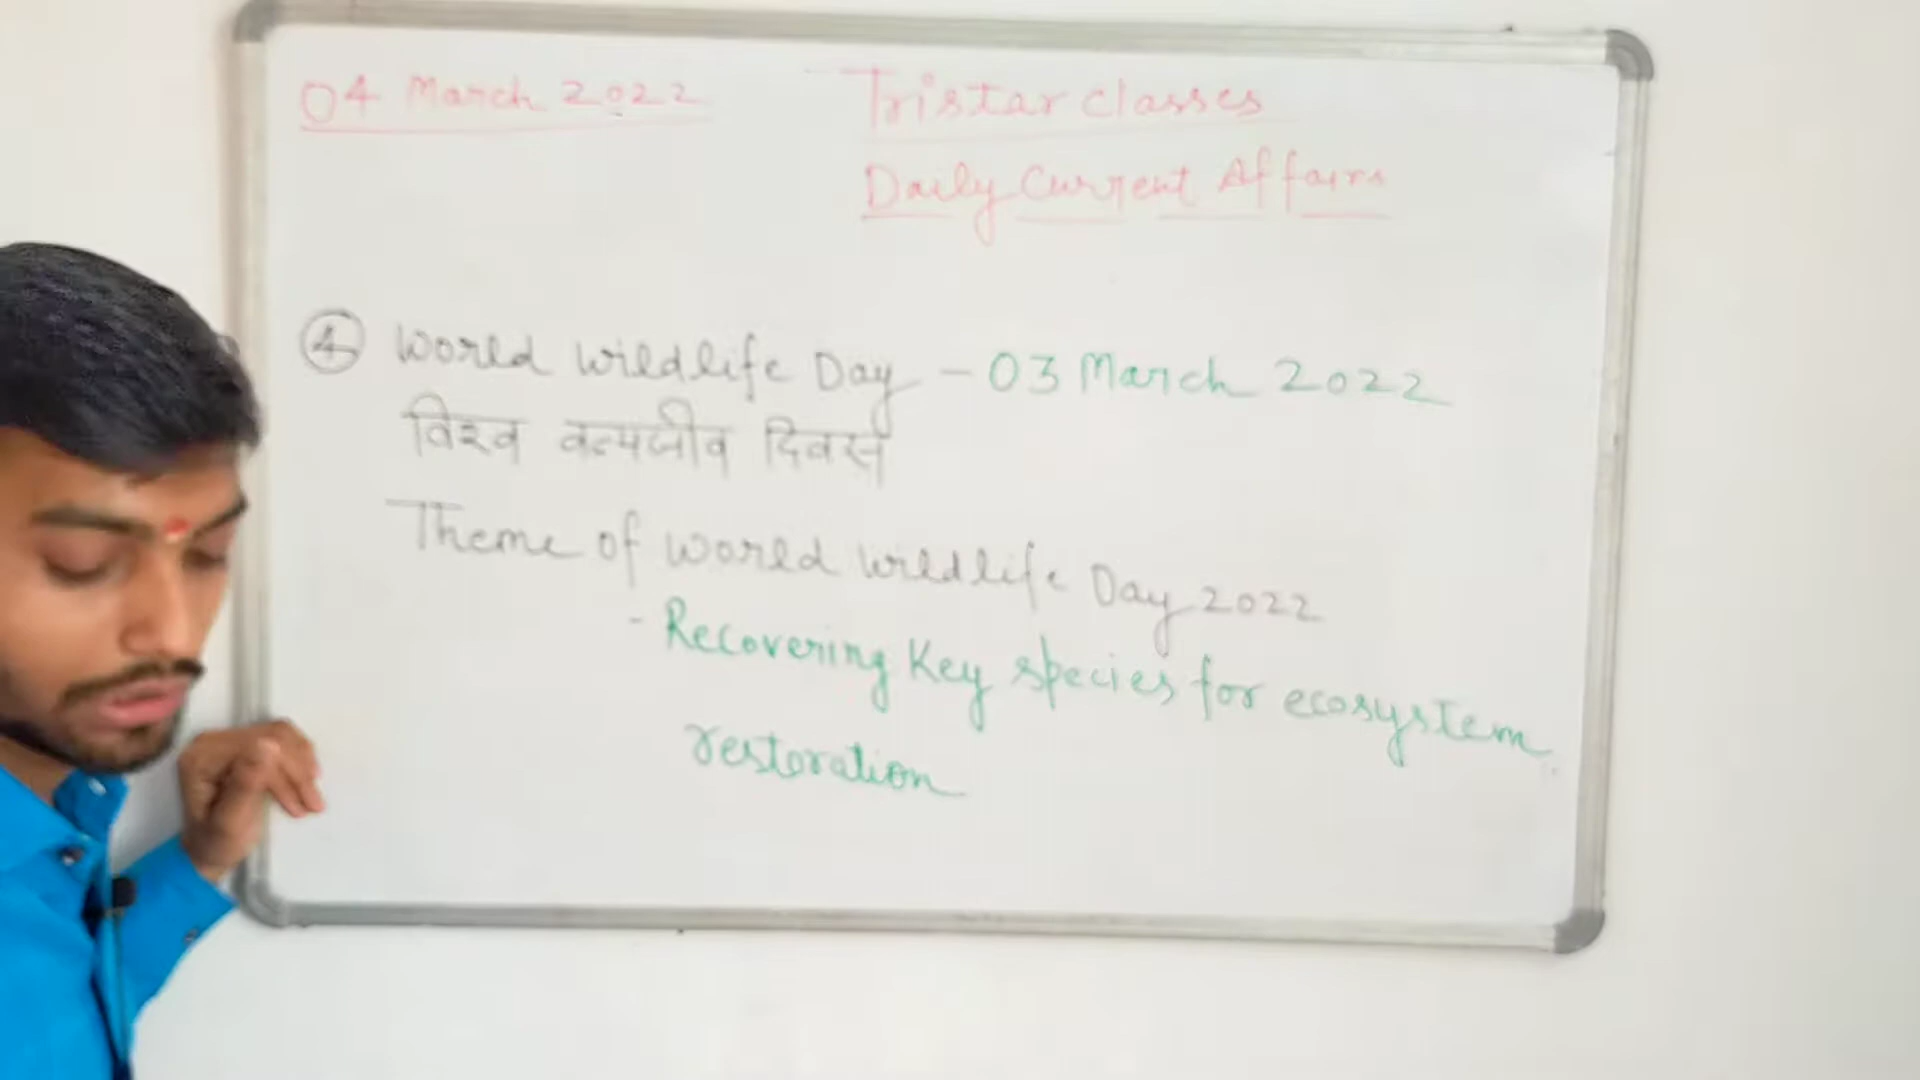 04 March 2022
Tristar classes
Daily Current Affairs
④ World Wildlife Day - 03 March 2022
विश्व वन्यजीव दिवस
Theme of World Wildlife Day 2022
- Recovering Key species for ecosystem
restoration